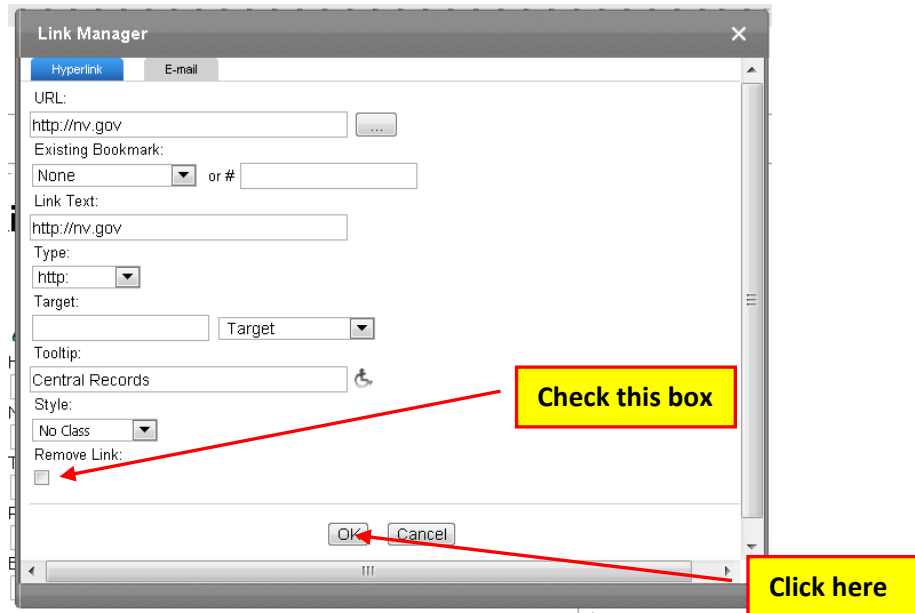 Link Manager
Hyperlink E-mail
URL:
http://nv.gov ...
Existing Bookmark:
None or #
Link Text:
http://nv.gov
Type:
http:
Target:
Target
Tooltip:
Central Records
Check this box
Style:
No Class
Remove Link:
OK Cancel
Click here